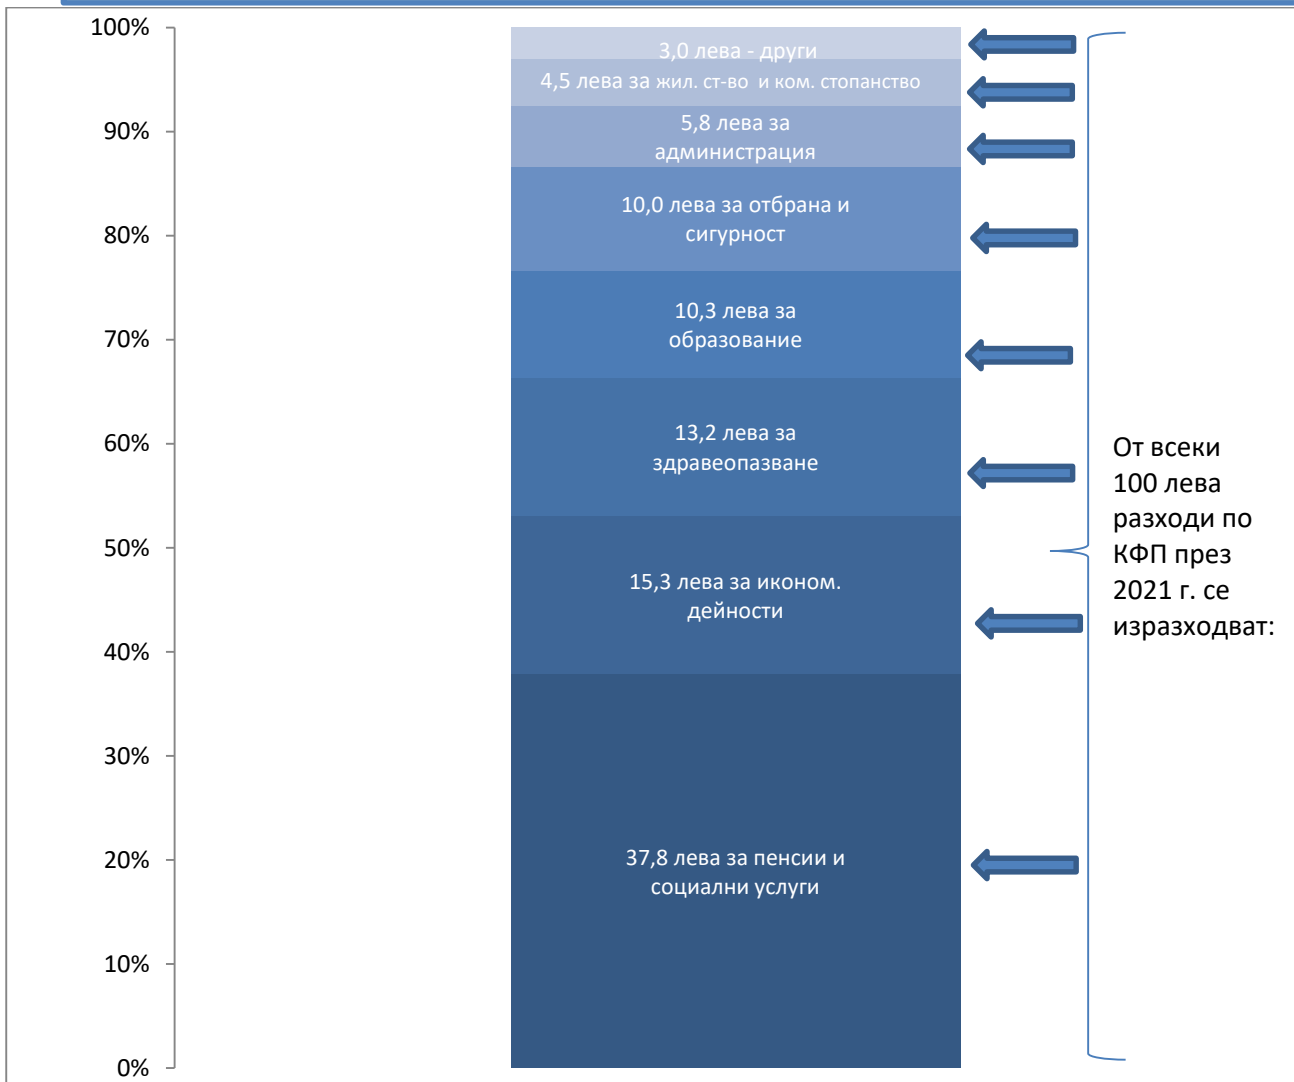 100%
90%
80%
70%
60%
50%
40%
30%
20%
10%
0%
3,0 лева - други
4,5 лева за жил. ст-во и ком. стопанство
5,8 лева за
администрация
10,0 лева за отбрана и
сигурност
10,3 лева за
образование
13,2 лева за
здравеопазване
15,3 лева за иконом.
дейности
37,8 лева за пенсии и
социални услуги
От всеки
100 лева
разходи по
КФП през
2021 г. се
изразходват: